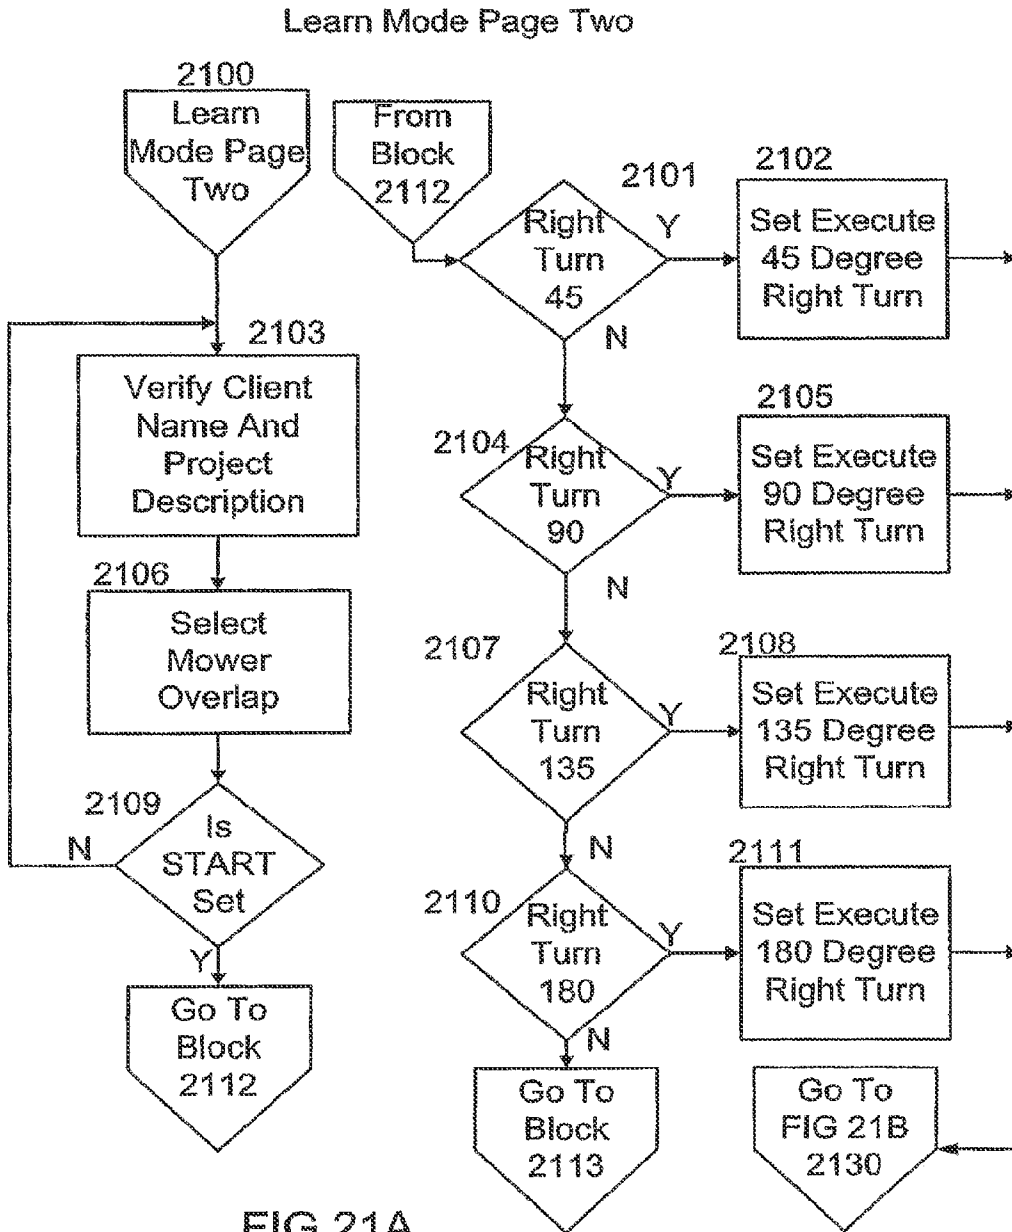 Learn Mode Page Two
2100
Learn
Mode Page
Two
2103
Verify Client
Name And
Project
Description
2106
Select
Mower
Overlap
2109
Is
START
Set
N
Y
Go To
Block
2112
From
Block
2112
2101
Right
Turn
45
Y
N
2102
Set Execute
45 Degree
Right Turn
2104
Right
Turn
90
Y
N
2105
Set Execute
90 Degree
Right Turn
2107
Right
Turn
135
Y
N
2108
Set Execute
135 Degree
Right Turn
2110
Right
Turn
180
Y
N
2111
Set Execute
180 Degree
Right Turn
Go To
Block
2113
Go To
FIG 21B
2130
FIG 21A